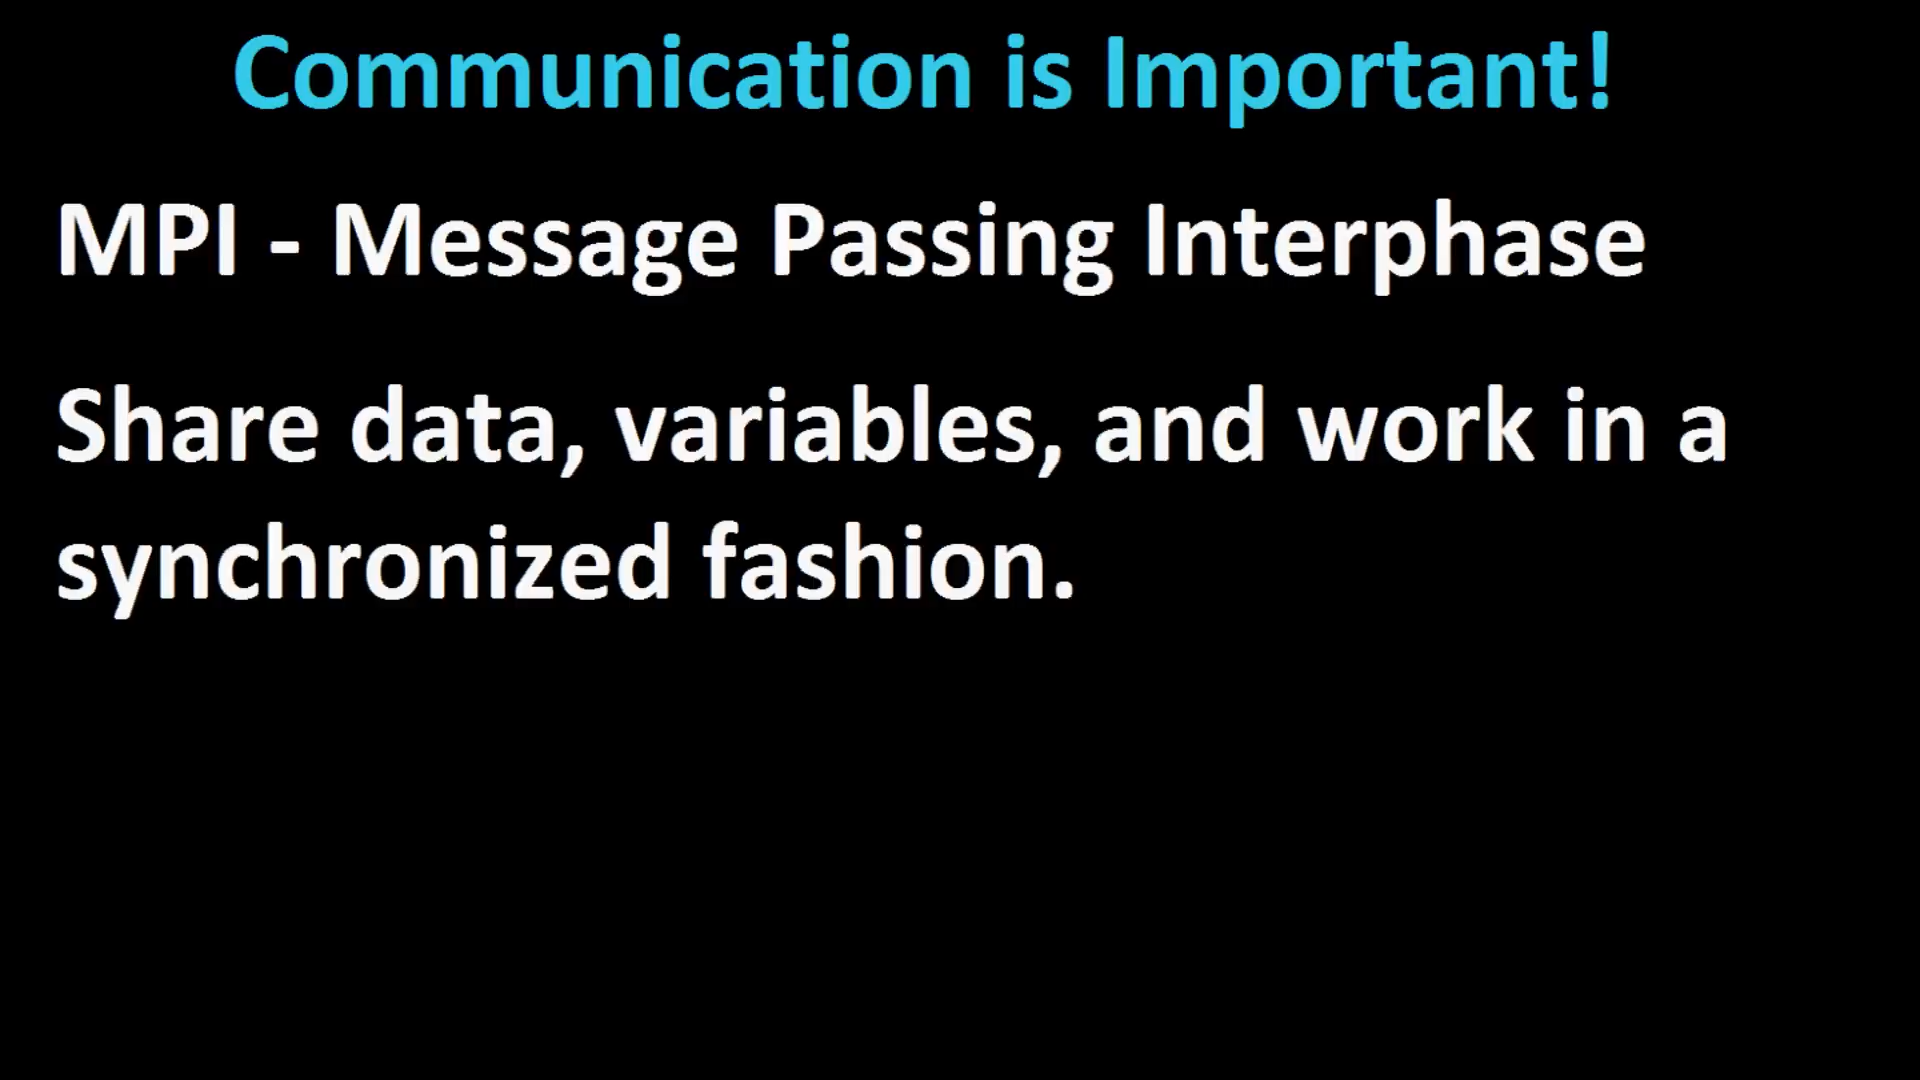 Communication is Important!
MPI - Message Passing Interphase
Share data, variables, and work in a
synchronized fashion.